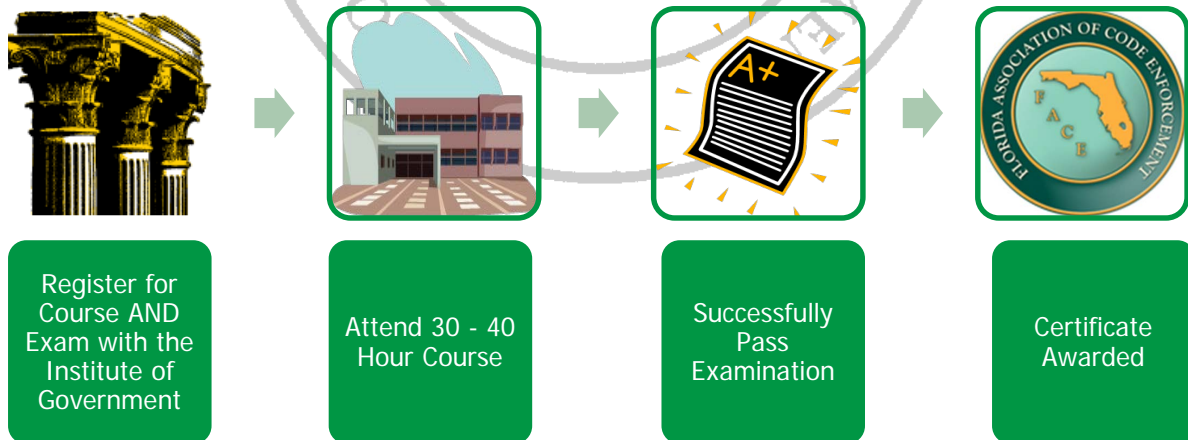 A+
FLORIDA ASSOCIATION OF CODE ENFORCEMENT
F
A
C
E
Register for
Course AND
Exam with the
Institute of
Government
Attend 30 - 40
Hour Course
Successfully
Pass
Examination
Certificate
Awarded